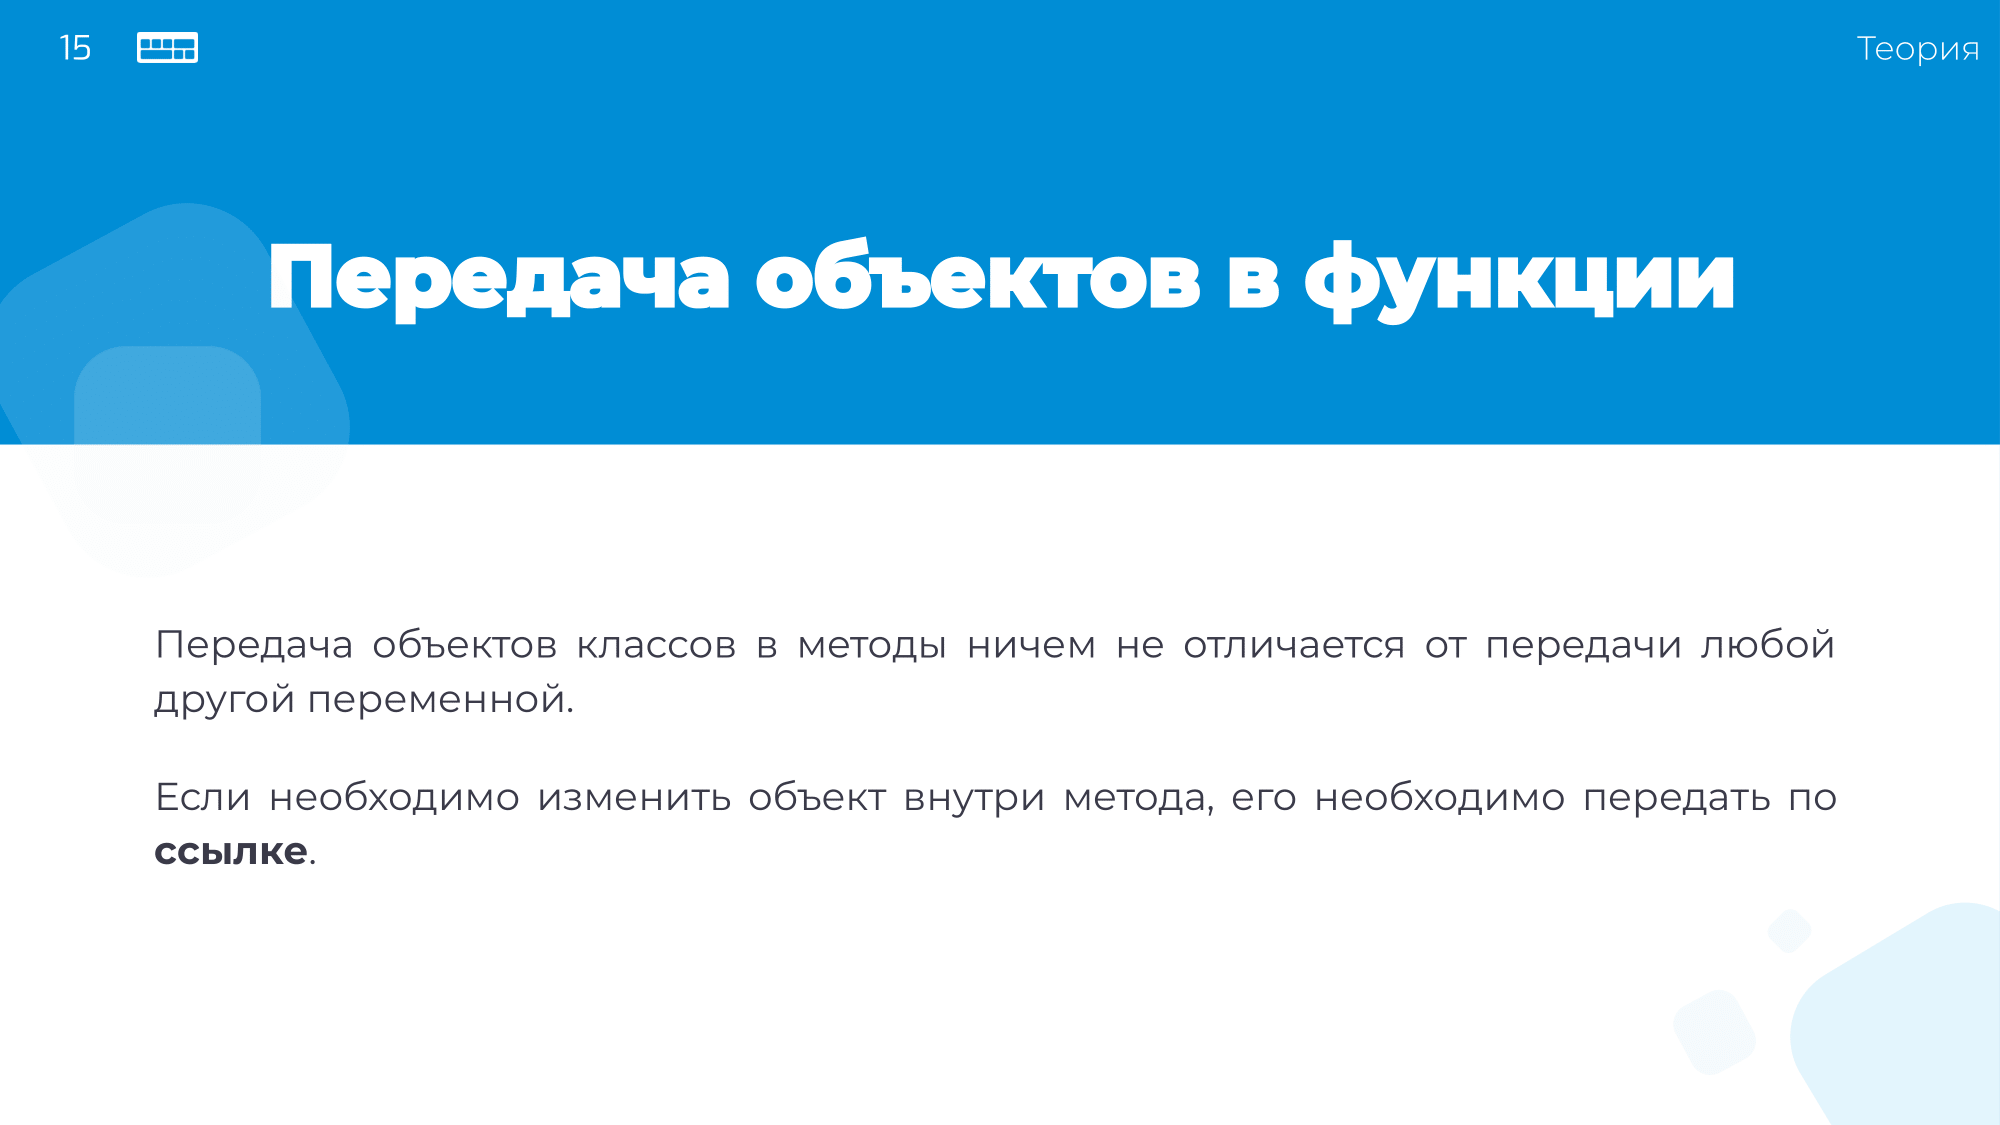 15
Теория
Передача объектов в функции
Передача объектов классов в методы ничем не отличается от передачи любой
другой переменной.
Если необходимо изменить объект внутри метода, его необходимо передать по
ссылке.